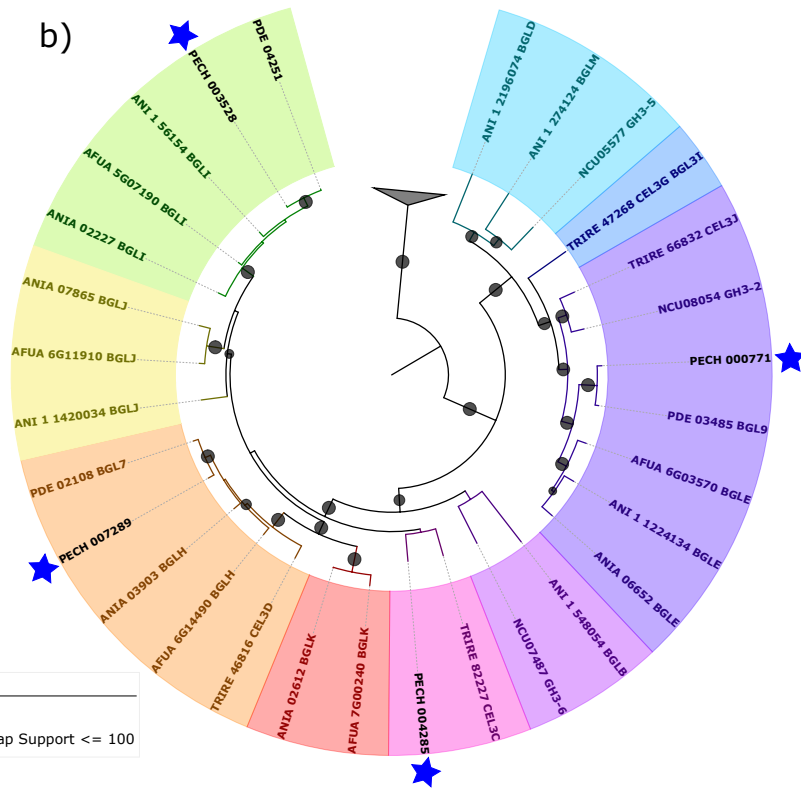 b)
ANI 1 2196074 BGLD
ANI 1 274124 BGLM
NCU05577 GH3-5
TRIRE 47268 CEL3G BGL3I
TRIRE 66832 CEL3J
NCU08054 GH3-2
PECH 000771
PDE 03485 BGL9
AFUA 6G03570 BGLE
ANI 1 1224134 BGLE
ANIA 06652 BGLE
ANI 1 548054 BGLB
NCU07487 GH3-6
TRIRE 82227 CEL3C
PECH 004285
AFUA 7G00240 BGLK
ANIA 02612 BGLK
TRIRE 46816 CEL3D
AFUA 6G14490 BGLH
ANIA 03903 BGLH
PECH 007289
PDE 02108 BGL7
ANI 1 1420034 BGLJ
AFUA 6G11910 BGLJ
ANIA 07865 BGLJ
ANIA 02227 BGLI
AFUA 5G07190 BGLI
ANI 1 56154 BGLI
PECH 003528
PDE 04251
ap Support <= 100